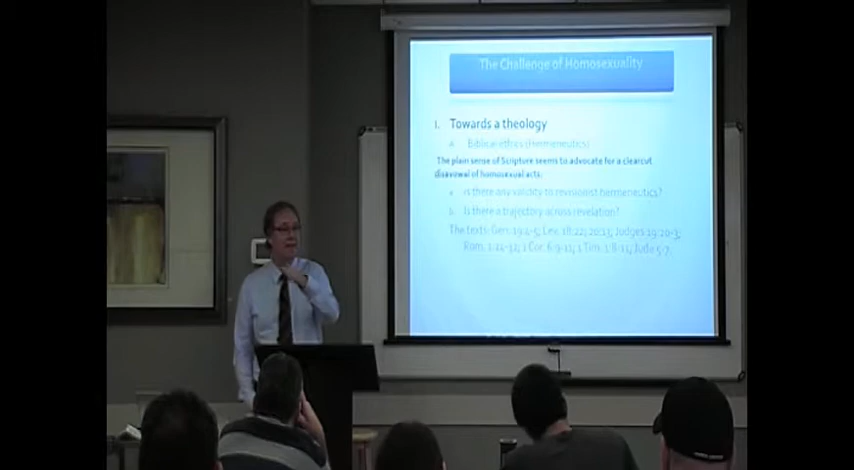 The Challenge of Homosexuality
I. Towards a theology
a. Biblical ethics (Hermeneutics)
The plain sense of Scripture seems to advocate for a clearcut
disavowal of homosexual acts.
Is there any validity to revisionist hermeneutics?
b. Is there a trajectory across revelation?
The texts: Gen. 19:4-5; Lev. 18:22; 20:13; Judges 19:20-3;
Rom. 1:21-32; 1 Cor. 6:9-11; 1 Tim. 1:8-11; Jude 5-7.